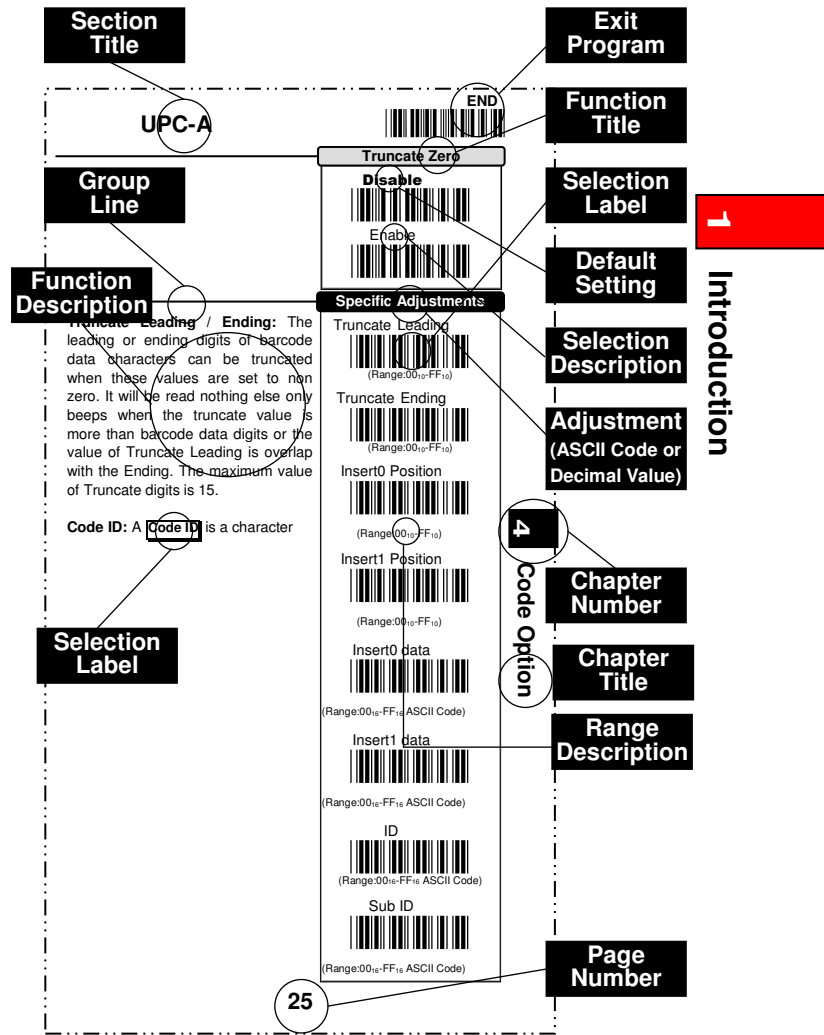 Section
Title
Exit
Program
END
UPC-A
Function
Title
Truncate Zero
Disable
Group
Line
Selection
Label
Enable
1
Introduction
Default
Setting
Function
Description
Specific Adjustments
Truncate Leading / Ending: The
leading or ending digits of barcode
data characters can be truncated
when these values are set to non
zero. It will be read nothing else only
beeps when the truncate value is
more than barcode data digits or the
value of Truncate Leading is overlap
with the Ending. The maximum value
of Truncate digits is 15.
Code ID: A Code ID is a character
Truncate Leading
(Range:00₁₀-FF₁₀)
Truncate Ending
(Range:00₁₀-FF₁₀)
Insert0 Position
(Range:00₁₀-FF₁₀)
Insert1 Position
(Range:00₁₀-FF₁₀)
Insert0 data
(Range:00₁₆-FF₁₆ ASCII Code)
Insert1 data
(Range:00₁₆-FF₁₆ ASCII Code)
ID
(Range:00₁₆-FF₁₆ ASCII Code)
Sub ID
(Range:00₁₆-FF₁₆ ASCII Code)
Selection
Description
Adjustment
(ASCII Code or
Decimal Value)
4
Code Option
Chapter
Number
Selection
Label
Chapter
Title
Range
Description
Page
Number
25